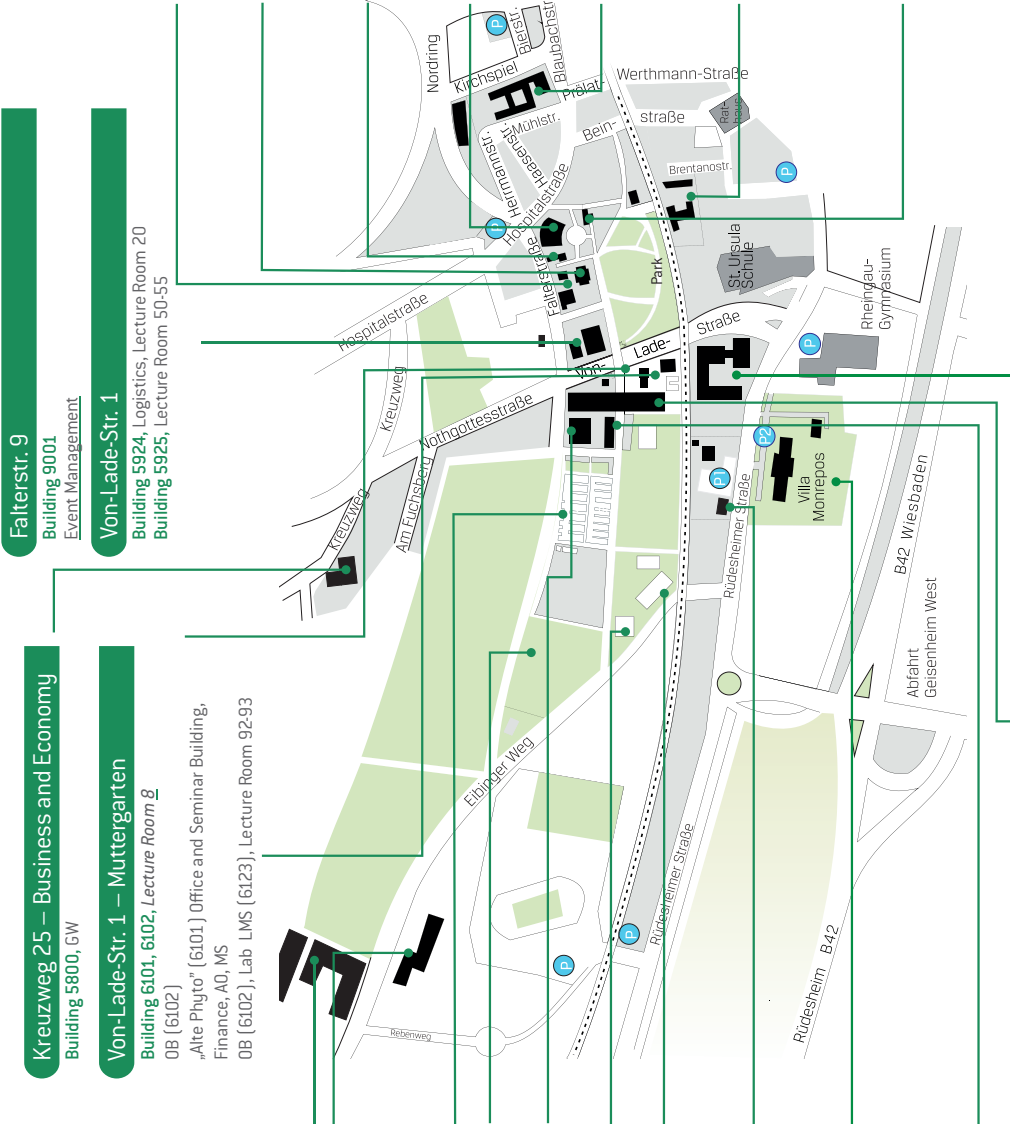 Falterstr. 9
Building 9001
Event Management
Von-Lade-Str. 1
Building 5924, Logistics, Lecture Room 20
Building 5925, Lecture Room 50-55
Kreuzweg 25 – Business and Economy
Building 5800, GW
Von-Lade-Str. 1 – Muttergarten
Building 6101, 6102, Lecture Room 8
OB (6102)
„Alte Phyto” (6101) Office and Seminar Building,
Finance, AO, MS
OB (6102), Lab LMS (6123), Lecture Room 92-93
Nordring
Kirchspiel
Bierstr.
Blaubachstr
P
Prälat-
Werthmann-Straße
Mühlstr.
Bein-
straße
Rat-
haus
Herrmannstr.
Haasenstr.
Hospitalstraße
Brentanostr.
P
P
Falterstraße
Park
St. Ursula
Schule
Rheingau-
Gymnasium
Hospitalstraße
Von-
Lade-
Straße
P
Kreuzweg
Nothgottesstraße
Am Fuchsberg
Kreuzweg
P2
P1
Villa
Monrepos
Rüdesheimer Straße
B42 Wiesbaden
Abfahrt
Geisenheim West
Eibinger Weg
Rüdesheimer Straße
P
P
Rebenweg
Rüdesheim B42